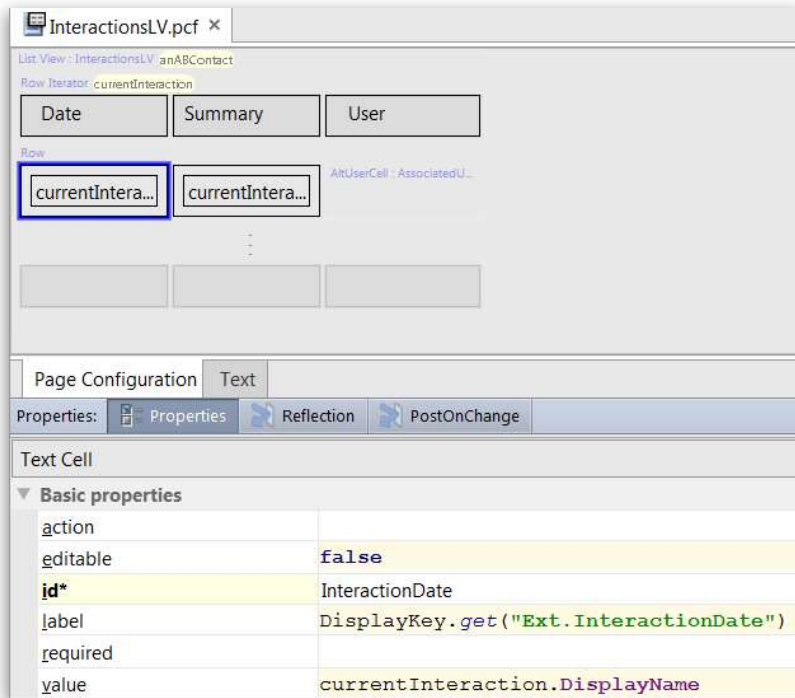 InteractionsLV.pcf ×
List View : InteractionsLV anABContact
Row Iterator currentInteraction
Date Summary User
Row
currentIntera... currentIntera... AltUserCell : AssociatedU...
Page Configuration Text
Properties: Properties Reflection PostOnChange
Text Cell
Basic properties
action
editable false
id* InteractionDate
label DisplayKey.get("Ext.InteractionDate")
required
value currentInteraction.DisplayName